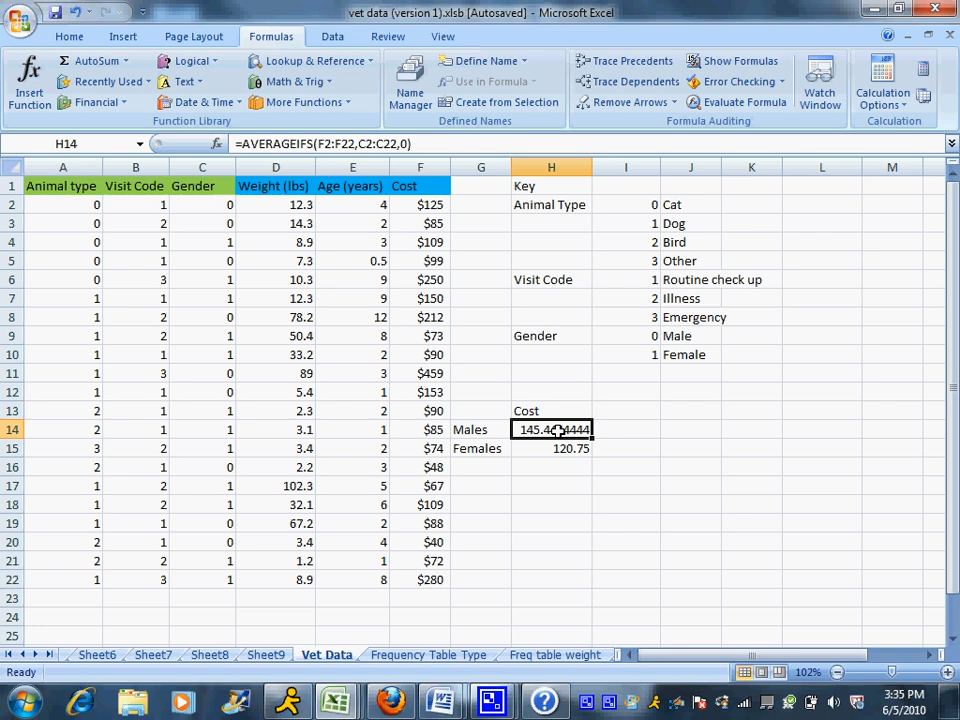 vet data (version 1).xlsb [Autosaved] - Microsoft Excel
Home Insert Page Layout Formulas Data Review View
fx Insert Function
Σ AutoSum
Recently Used
Financial
Logical
Text
Date & Time
Lookup & Reference
Math & Trig
More Functions
Function Library
Name Manager
Define Name
Use in Formula
Create from Selection
Defined Names
Trace Precedents
Trace Dependents
Remove Arrows
Show Formulas
Error Checking
Evaluate Formula
Formula Auditing
Watch Window
Calculation Options
Calculation
H14 fx =AVERAGEIFS(F2:F22,C2:C22,0)
A B C D E F G H I J K L M
1 Animal type Visit Code Gender Weight (lbs) Age (years) Cost Key
2 0 1 0 12.3 4 $125 Animal Type 0 Cat
3 0 2 0 14.3 2 $85 1 Dog
4 0 1 1 8.9 3 $109 2 Bird
5 0 1 0 7.3 0.5 $99 3 Other
6 0 3 1 10.3 9 $250 Visit Code 1 Routine check up
7 1 1 1 12.3 9 $150 2 Illness
8 1 2 0 78.2 12 $212 3 Emergency
9 1 2 1 50.4 8 $73 Gender 0 Male
10 1 1 1 33.2 2 $90 1 Female
11 1 3 0 89 3 $459
12 1 1 0 5.4 1 $153
13 2 1 1 2.3 2 $90 Cost
14 2 1 1 3.1 1 $85 Males
15 3 2 1 3.4 2 $74 Females 120.75
16 2 1 0 2.2 3 $48
17 1 2 1 102.3 5 $67
18 1 2 1 32.1 6 $109
19 1 1 0 67.2 2 $88
20 2 1 0 3.4 4 $40
21 2 2 1 1.2 1 $72
22 1 3 1 8.9 8 $280
23
24
25
Sheet6 Sheet7 Sheet8 Sheet9 Vet Data Frequency Table Type Freq table weight
Ready 102%
3:35 PM
6/5/2010